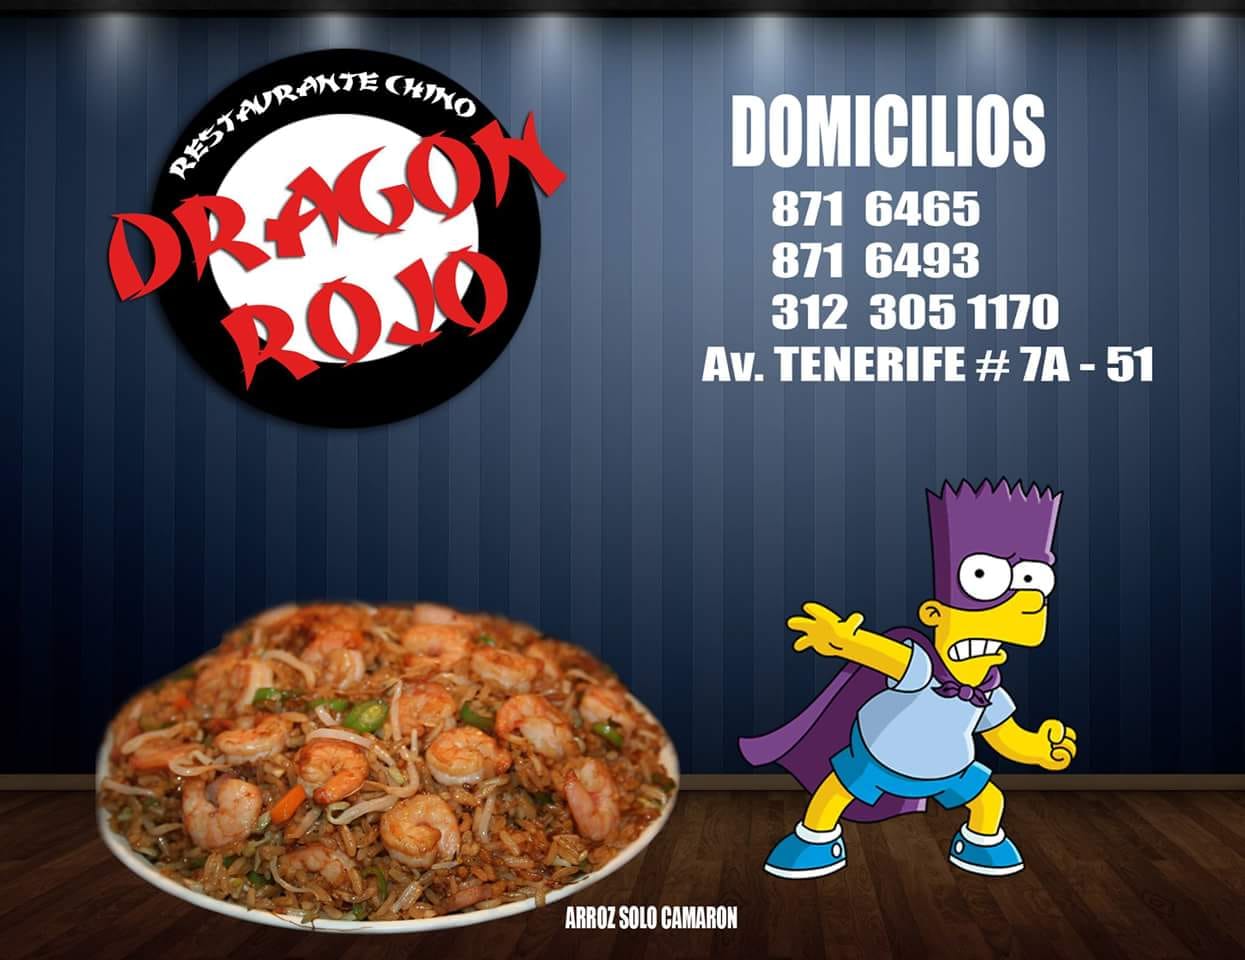 RESTAURANTE CHINO
DRAGON
ROJO
DOMICILIOS
871 6465
871 6493
312 305 1170
Av. TENERIFE # 7A - 51
ARROZ SOLO CAMARON